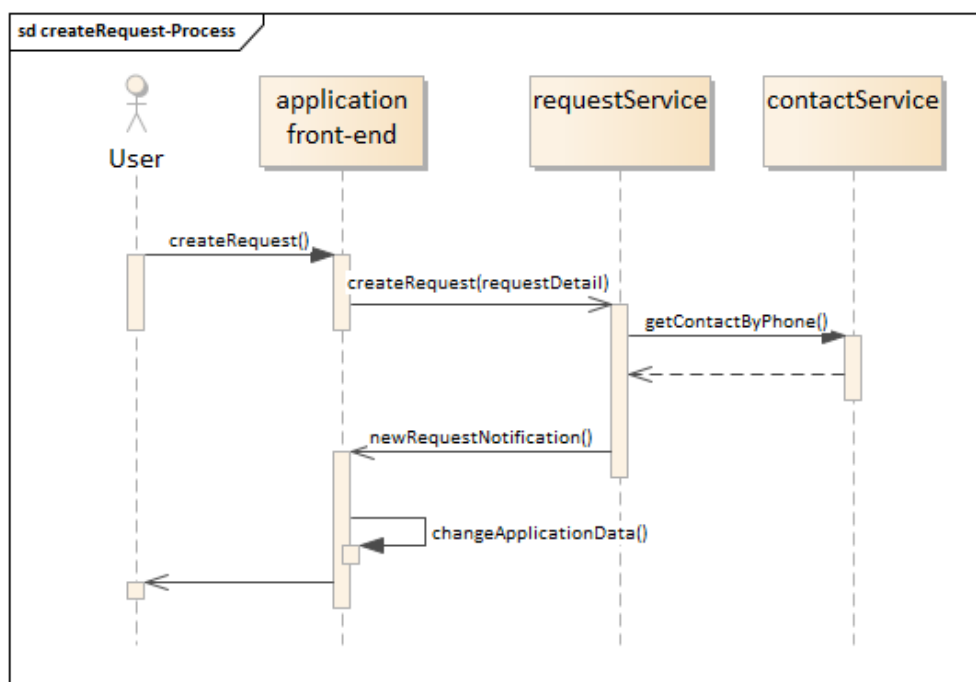 sd createRequest-Process
User
application
front-end
requestService
contactService
createRequest()
createRequest(requestDetail)
getContactByPhone()
newRequestNotification()
changeApplicationData()